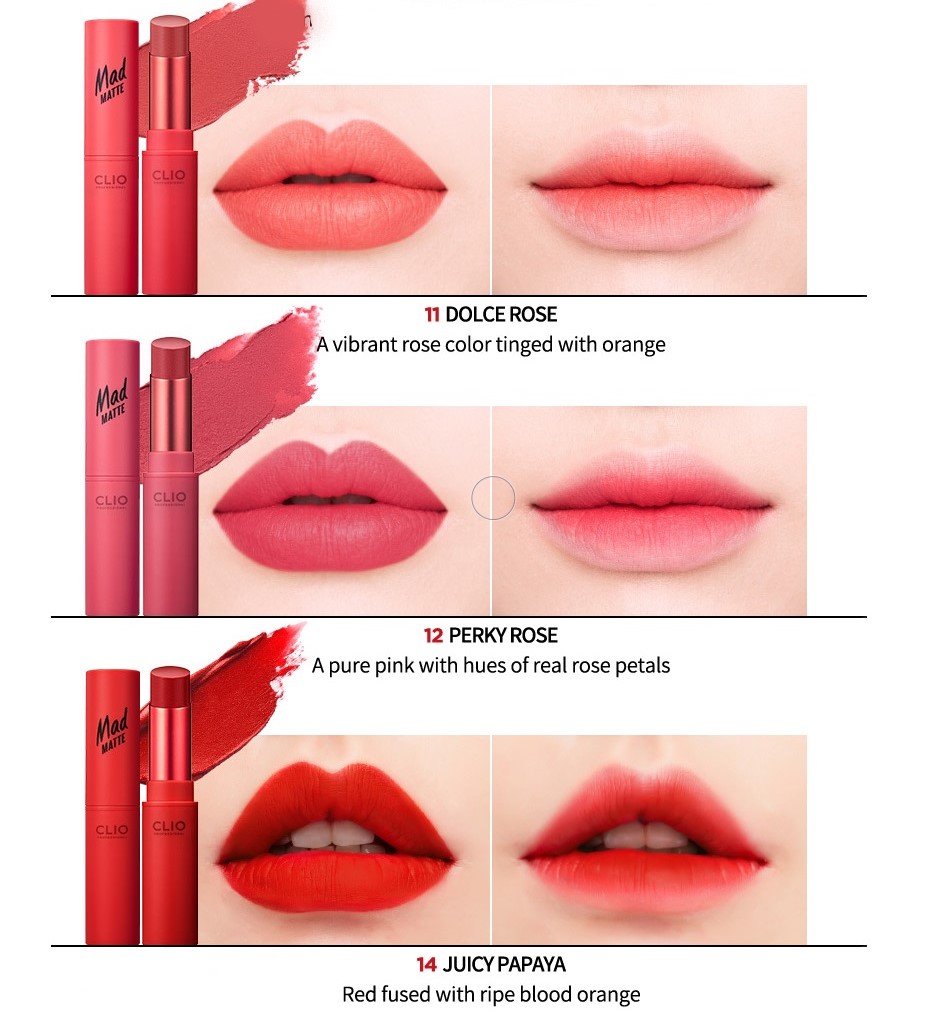 Mad
MATTE
CLIO
CLIO
11 DOLCE ROSE
A vibrant rose color tinged with orange
Mad
MATTE
CLIO
CLIO
12 PERKY ROSE
A pure pink with hues of real rose petals
Mad
MATTE
CLIO
CLIO
14 JUICY PAPAYA
Red fused with ripe blood orange